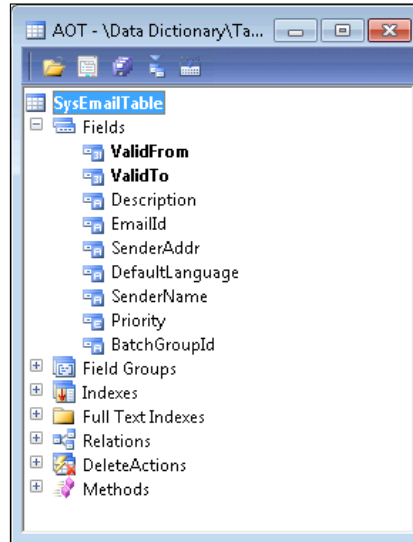 AOT - \Data Dictionary\Ta...
SysEmailTable
Fields
ValidFrom
ValidTo
Description
EmailId
SenderAddr
DefaultLanguage
SenderName
Priority
BatchGroupId
Field Groups
Indexes
Full Text Indexes
Relations
DeleteActions
Methods